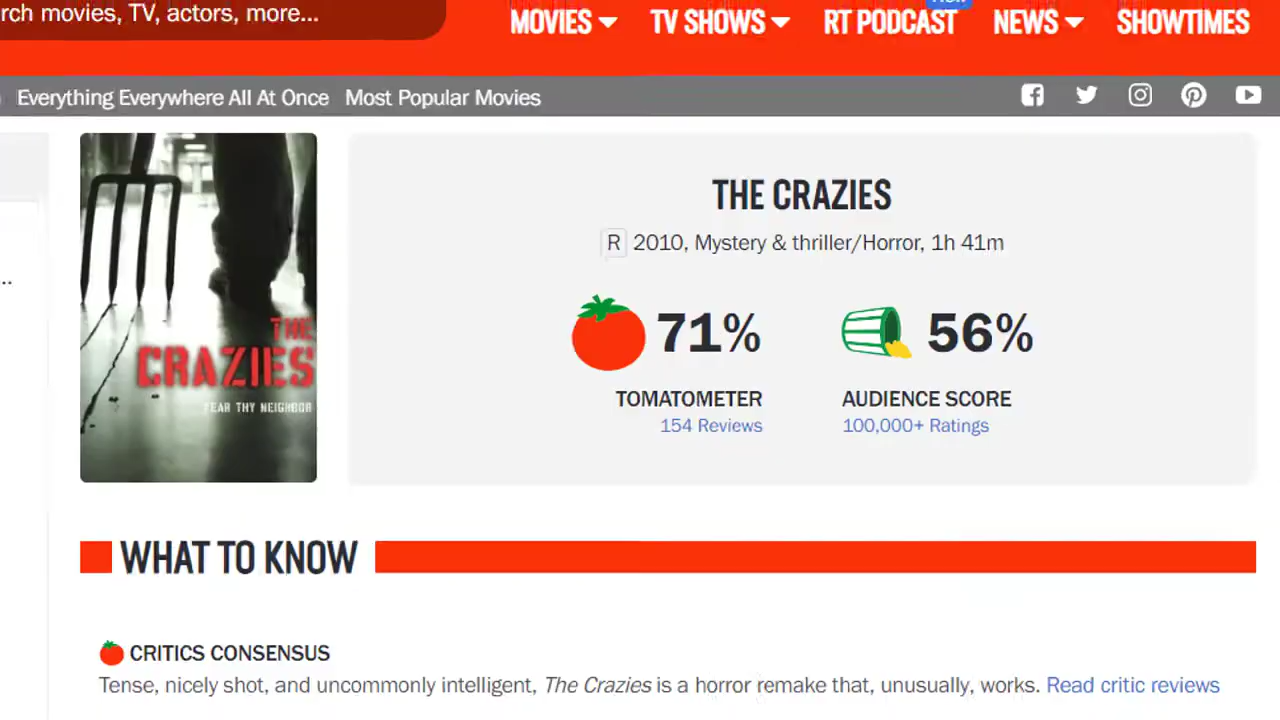 rch movies, TV, actors, more...
MOVIES TV SHOWS RT PODCAST NEWS SHOWTIMES
Everything Everywhere All At Once Most Popular Movies
THE
CRAZIES
FEAR THY NEIGHBOR
THE CRAZIES
R 2010, Mystery & thriller/Horror, 1h 41m
71% 56%
TOMATOMETER AUDIENCE SCORE
154 Reviews 100,000+ Ratings
..
WHAT TO KNOW
CRITICS CONSENSUS
Tense, nicely shot, and uncommonly intelligent, The Crazies is a horror remake that, unusually, works. Read critic reviews